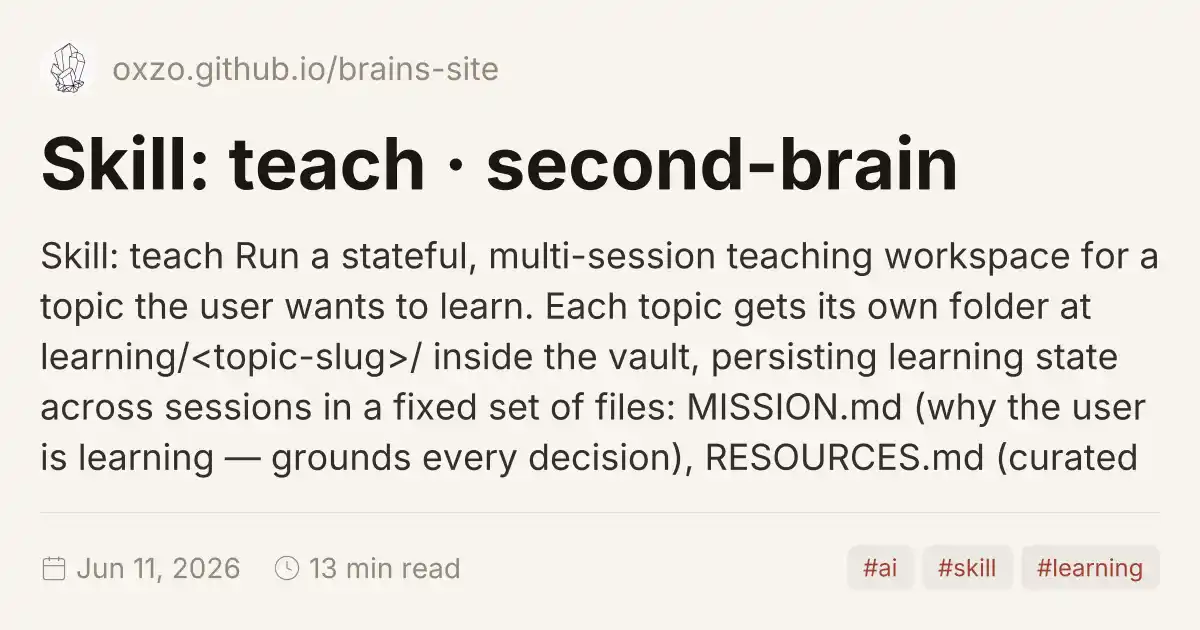 oxzo.github.io/brains-site
Skill: teach · second-brain
Skill: teach Run a stateful, multi-session teaching workspace for a
topic the user wants to learn. Each topic gets its own folder at
learning/<topic-slug>/ inside the vault, persisting learning state
across sessions in a fixed set of files: MISSION.md (why the user
is learning — grounds every decision), RESOURCES.md (curated
Jun 11, 2026 13 min read #ai #skill #learning